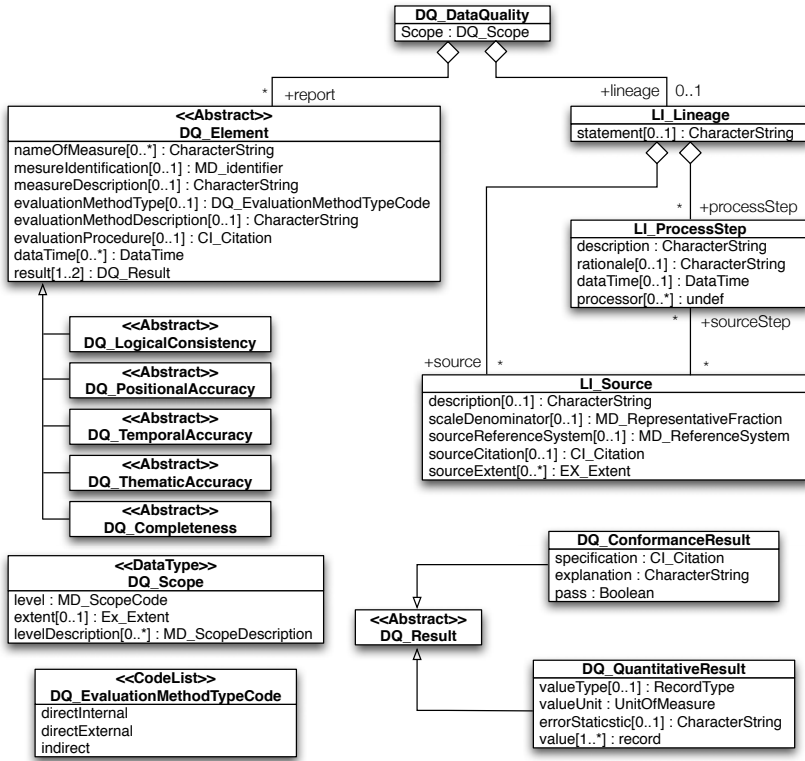 DQ_DataQuality
Scope : DQ_Scope
* +report
+lineage 0..1
<<Abstract>>
DQ_Element
nameOfMeasure[0..*] : CharacterString
mesureIdentification[0..1] : MD_identifier
measureDescription[0..1] : CharacterString
evaluationMethodType[0..1] : DQ_EvaluationMethodTypeCode
evaluationMethodDescription[0..1] : CharacterString
evaluationProcedure[0..1] : CI_Citation
dataTime[0..*] : DataTime
result[1..2] : DQ_Result
LI_Lineage
statement[0..1] : CharacterString
* +processStep
LI_ProcessStep
description : CharacterString
rationale[0..1] : CharacterString
dataTime[0..1] : DataTime
processor[0..*] : undef
* +sourceStep
+source * *
LI_Source
description[0..1] : CharacterString
scaleDenominator[0..1] : MD_RepresentativeFraction
sourceReferenceSystem[0..1] : MD_ReferenceSystem
sourceCitation[0..1] : CI_Citation
sourceExtent[0..*] : EX_Extent
<<Abstract>>
DQ_LogicalConsistency
<<Abstract>>
DQ_PositionalAccuracy
<<Abstract>>
DQ_TemporalAccuracy
<<Abstract>>
DQ_ThematicAccuracy
<<Abstract>>
DQ_Completeness
<<DataType>>
DQ_Scope
level : MD_ScopeCode
extent[0..1] : Ex_Extent
levelDescription[0..*] : MD_ScopeDescription
<<CodeList>>
DQ_EvaluationMethodTypeCode
directInternal
directExternal
indirect
DQ_ConformanceResult
specification : CI_Citation
explanation : CharacterString
pass : Boolean
<<Abstract>>
DQ_Result
DQ_QuantitativeResult
valueType[0..1] : RecordType
valueUnit : UnitOfMeasure
errorStaticstic[0..1] : CharacterString
value[1..*] : record